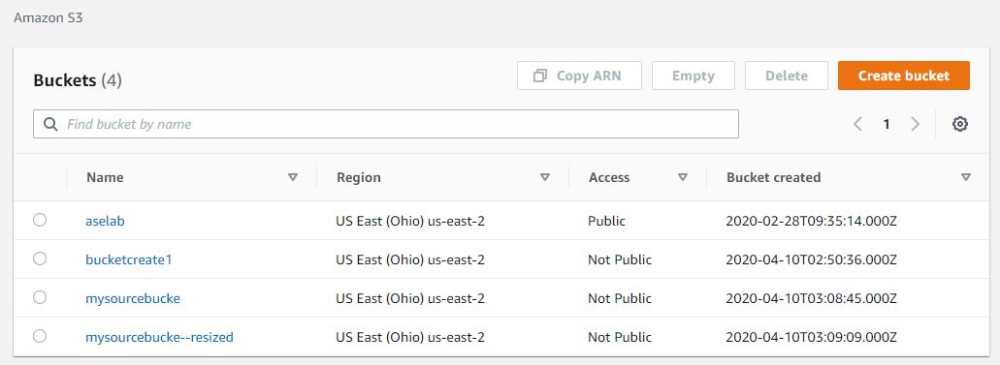 Amazon S3
Buckets (4)
Copy ARN
Empty
Delete
Create bucket
Find bucket by name
1
Name Region Access Bucket created
aselab US East (Ohio) us-east-2 Public 2020-02-28T09:35:14.000Z
bucketcreate1 US East (Ohio) us-east-2 Not Public 2020-04-10T02:50:36.000Z
mysourcebucke US East (Ohio) us-east-2 Not Public 2020-04-10T03:08:45.000Z
mysourcebucke--resized US East (Ohio) us-east-2 Not Public 2020-04-10T03:09:09.000Z